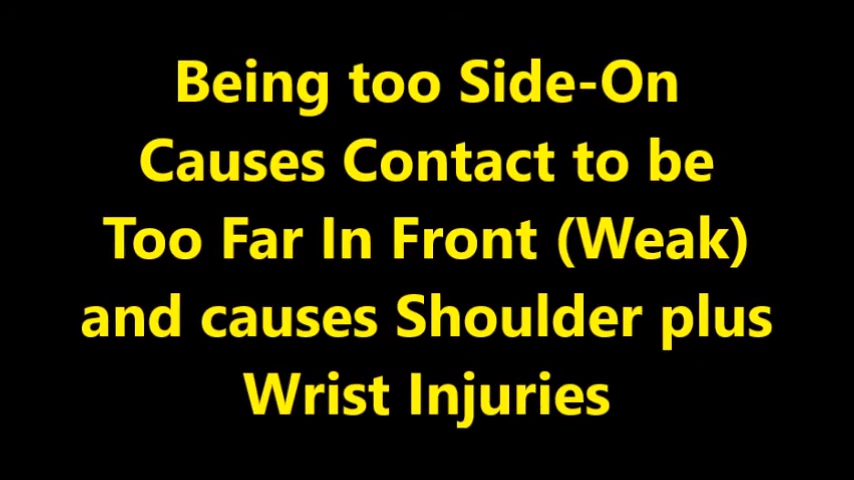 Being too Side-On
Causes Contact to be
Too Far In Front (Weak)
and causes Shoulder plus
Wrist Injuries